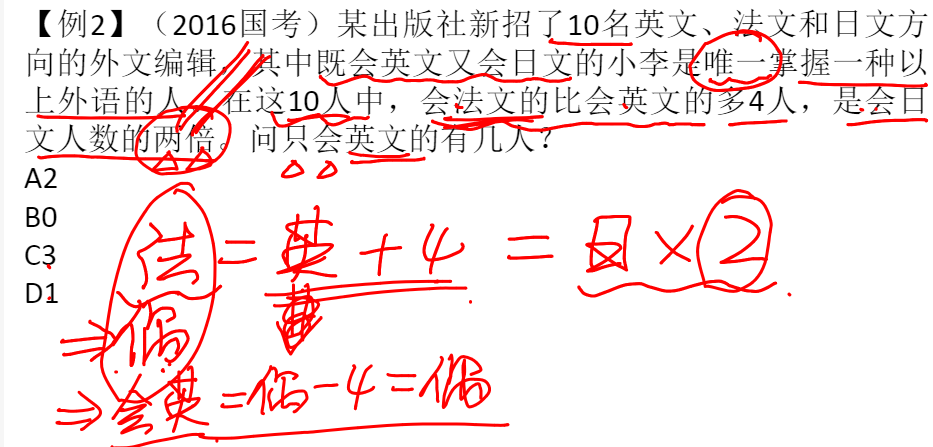 【例2】（2016国考）某出版社新招了10名英文、法文和日文方
向的外文编辑，其中既会英文又会日文的小李是唯一掌握一种以
上外语的人。在这10人中，会法文的比会英文的多4人，是会日
文人数的两倍。问只会英文的有几人？
A2
B0
C3
D1
法=英+4=日×2
⇒偶
⇒会英=偶-4=偶